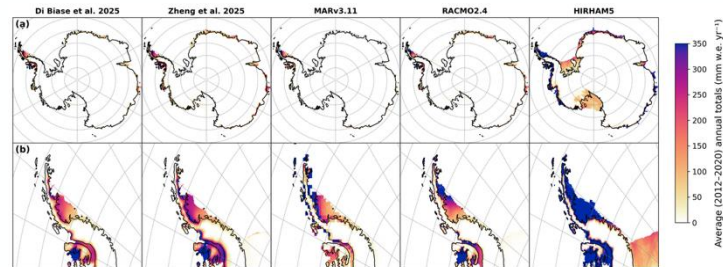 Di Biase et al. 2025
Zheng et al. 2025
MARv3.11
RACMO2.4
HIRHAM5
(a)
(b)
350
300
250
200
150
100
50
0
Average (2011–2020) annual totals (mm w.e. yr⁻¹)